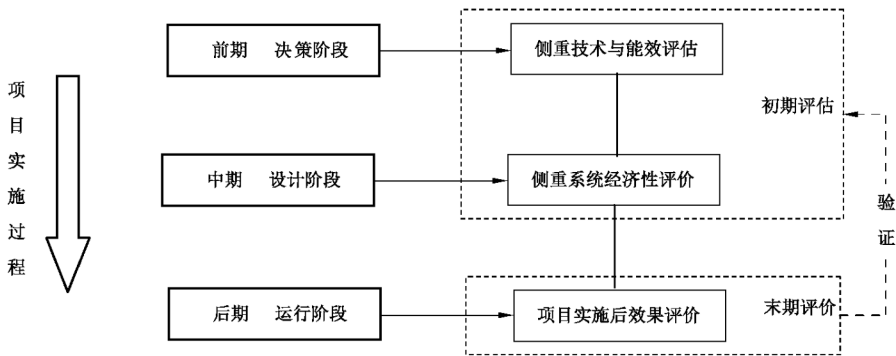 前期 决策阶段
侧重技术与能效评估
初期评估
项目实施过程
中期 设计阶段
侧重系统经济性评价
验证
后期 运行阶段
项目实施后效果评价
末期评价